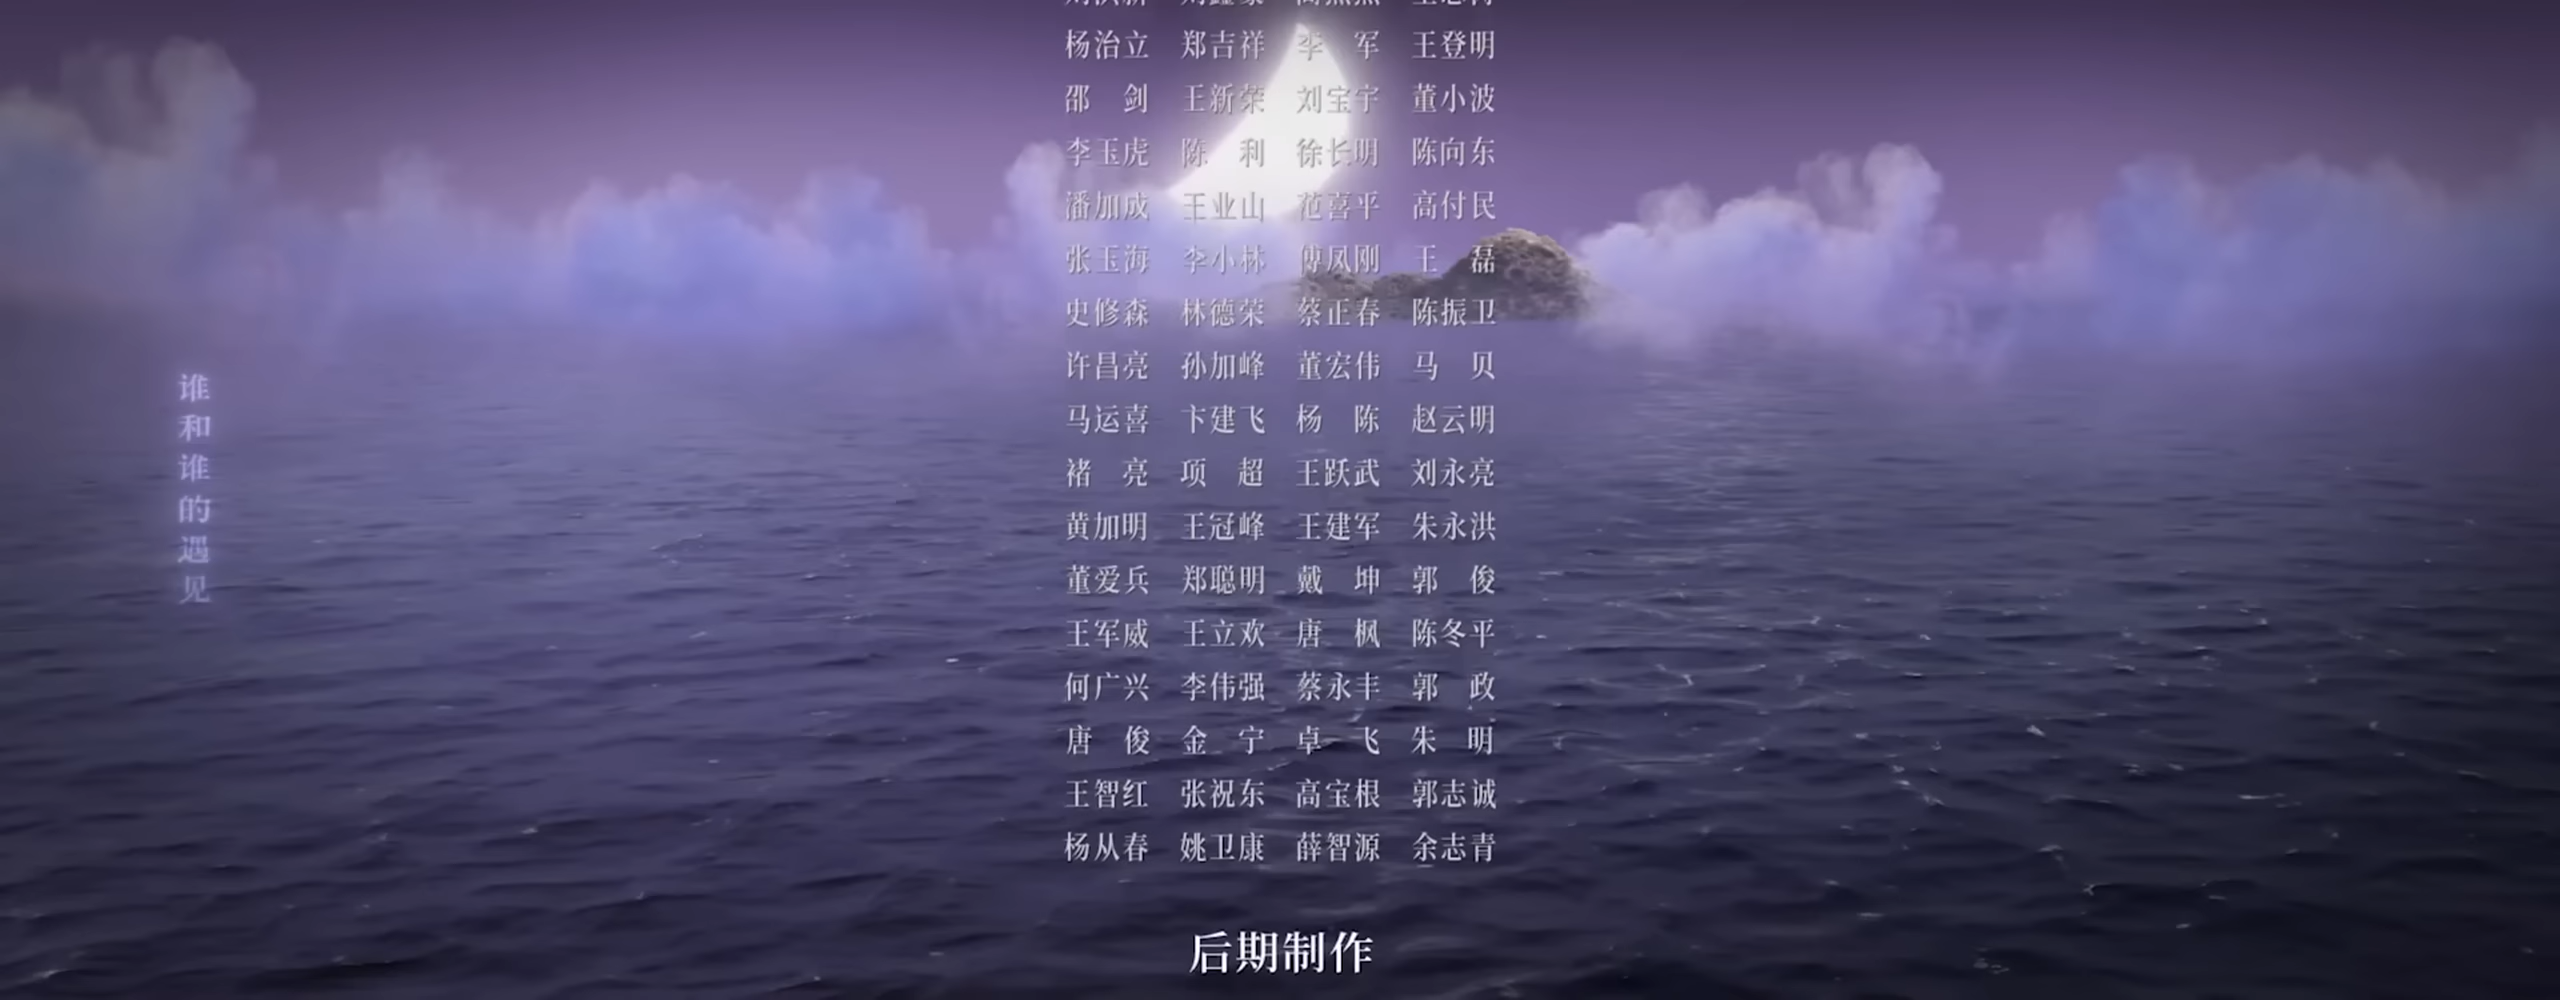 杨治立 郑吉祥 李 军 王登明
邵 剑 王新荣 刘宝宇 董小波
李玉虎 陈 利 徐长明 陈向东
潘加成 王业山 范喜平 高付民
张玉海 李小林 傅凤刚 王 磊
史修森 林德荣 蔡正春 陈振卫
许昌亮 孙加峰 董宏伟 马 贝
马运喜 卞建飞 杨 陈 赵云明
褚 亮 项 超 王跃武 刘永亮
黄加明 王冠峰 王建军 朱永洪
董爱兵 郑聪明 戴 坤 郭 俊
王军威 王立欢 唐 枫 陈冬平
何广兴 李伟强 蔡永丰 郭 政
唐 俊 金 宁 卓 飞 朱 明
王智红 张祝东 高宝根 郭志诚
杨从春 姚卫康 薛智源 余志青
后期制作
谁和谁的遇见